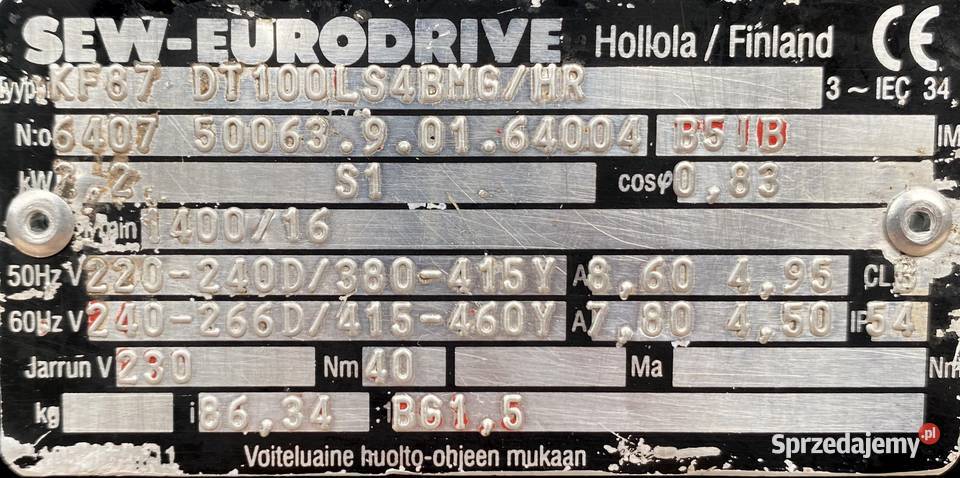 SEW-EURODRIVE Hollola / Finland CE
KF87 DT100LS4BMG/HR 3 ~ IEC 34
N:o 6407 50063.9.01.64004 B51B IM
kW 2,2 S1 cosφ 0,83
1400/16
50Hz V 220-240D/380-415Y A 8,60 4,95 CL
60Hz V 240-266D/415-460Y A 7,80 4,50 IP 54
Jarrun V 230 Nm 40 Ma Nm
kg i 86,34 :1 BG1,5
Voiteluaine huolto-ohjeen mukaan
Sprzedajemy.pl